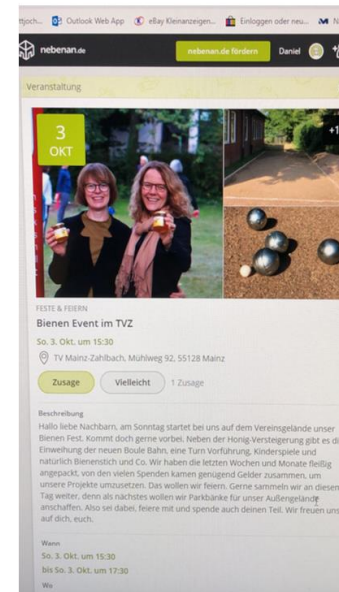 ttjoch...
Outlook Web App
eBay Kleinanzeigen...
Einloggen oder neu...
nebenan.de
nebenan.de fördern
Daniel
Veranstaltung
3
OKT
+1
FESTE & FEIERN
Bienen Event im TVZ
So. 3. Okt. um 15:30
TV Mainz-Zahlbach, Mühlweg 92, 55128 Mainz
Zusage
Vielleicht
1 Zusage
Beschreibung
Hallo liebe Nachbarn, am Sonntag startet bei uns auf dem Vereinsgelände unser
Bienen Fest. Kommt doch gerne vorbei. Neben der Honig-Versteigerung gibt es di
Einweihung der neuen Boule Bahn, eine Turn Vorführung, Kinderspiele und
natürlich Bienenstich und Co. Wir haben die letzten Wochen und Monate fleißig
angepackt, von den vielen Spenden kamen genügend Gelder zusammen, um
unsere Projekte umzusetzen. Das wollen wir feiern. Gerne sammeln wir an diesen
Tag weiter, denn als nächstes wollen wir Parkbänke für unser Außengelände
anschaffen. Also sei dabei, feiere mit und spende auch deinen Teil. Wir freuen uns
auf dich, euch.
Wann
So. 3. Okt. um 15:30
bis So. 3. Okt. um 17:30
Wo